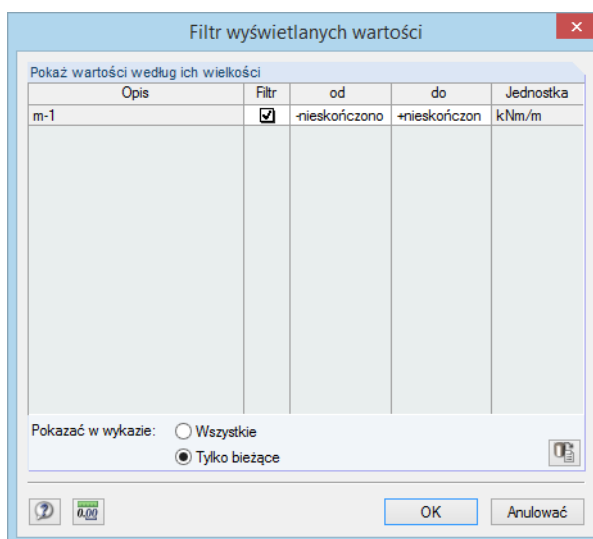 Filtr wyświetlanych wartości
Pokaż wartości według ich wielkości
Opis Filtr od do Jednostka
m-1 -nieskończono +nieskończon kNm/m
Pokazać w wykazie: Wszystkie
Tylko bieżące
0.00 OK Anulować